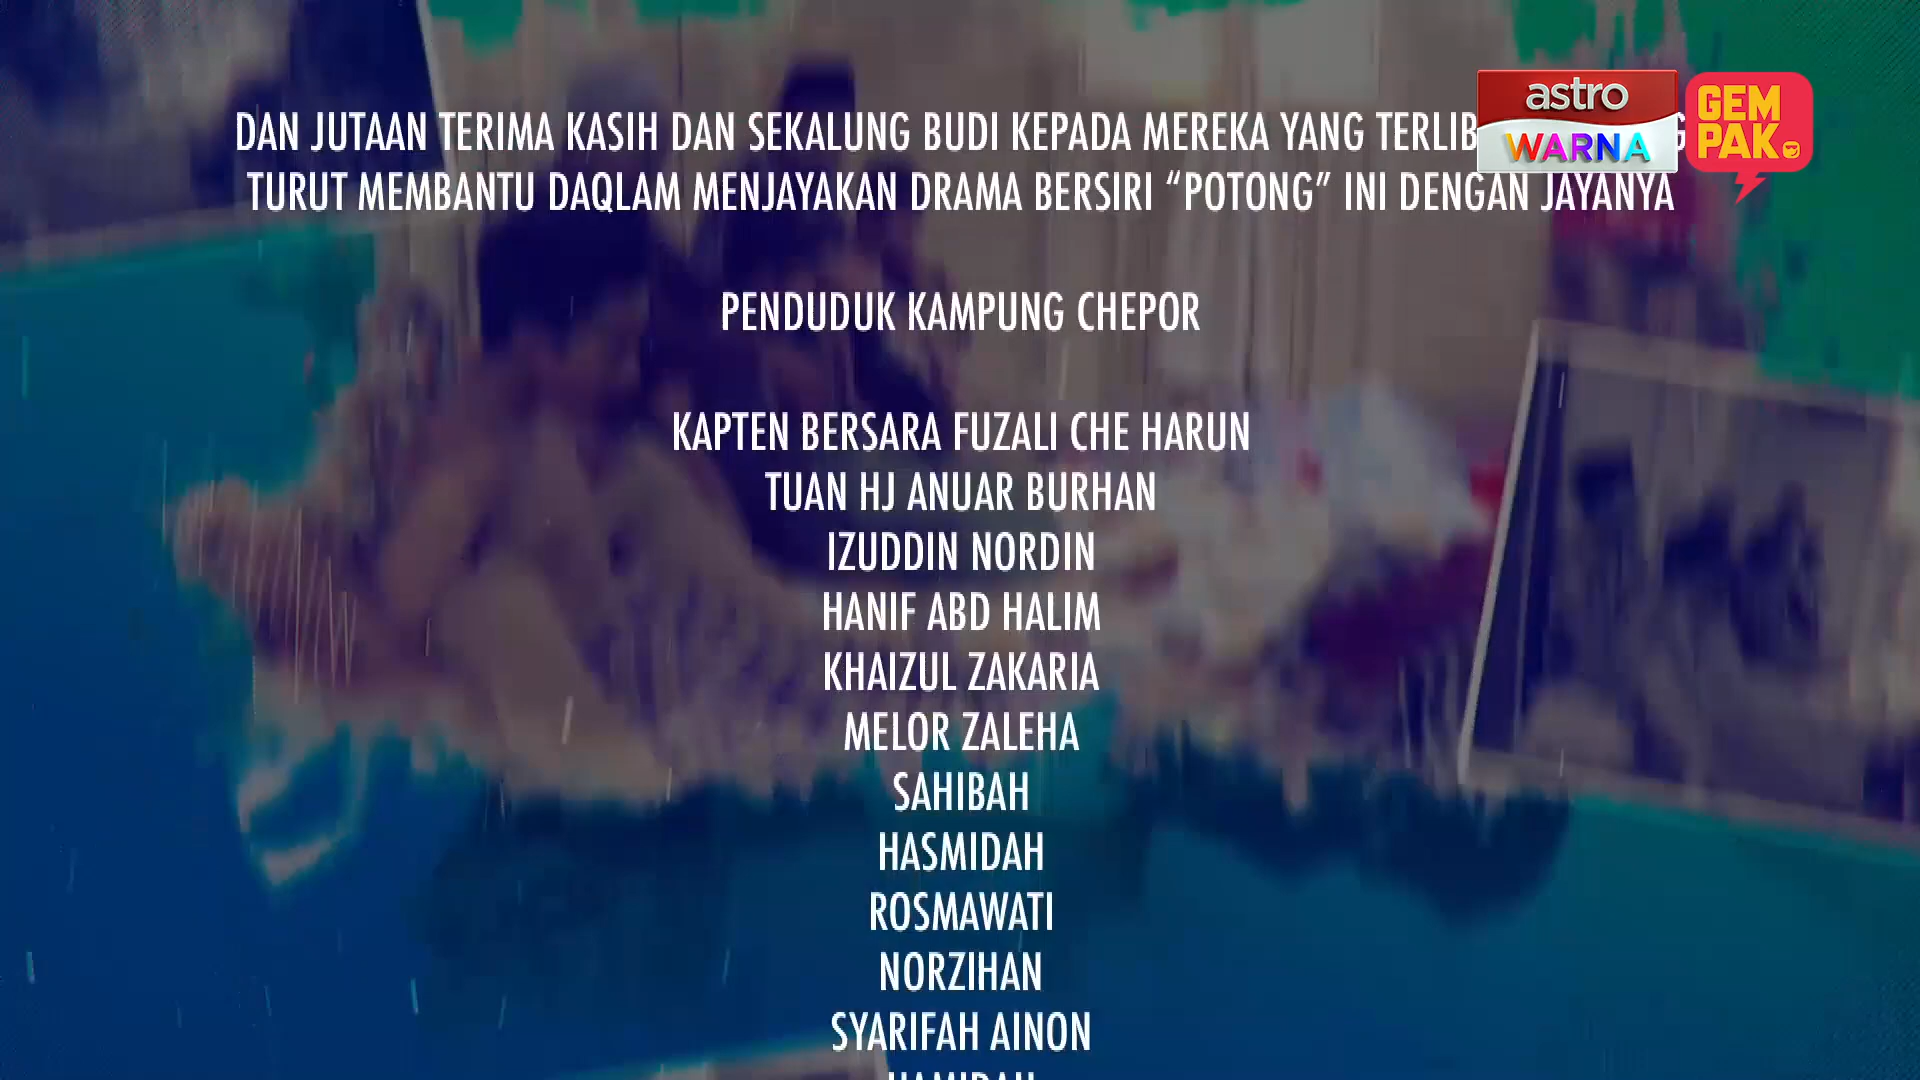 DAN JUTAAN TERIMA KASIH DAN SEKALUNG BUDI KEPADA MEREKA YANG
TURUT MEMBANTU DAQLAM MENJAYAKAN DRAMA BERSIRI “POTONG” INI DENGAN JAYANYA
astro
WARNA
GEM
PAK
PENDUDUK KAMPUNG CHEPOR
KAPTEN BERSARA FUZALI CHE HARUN
TUAN HJ ANUAR BURHAN
IZUDDIN NORDIN
HANIF ABD HALIM
KHAIZUL ZAKARIA
MELOR ZALEHA
SAHIBAH
HASMIDAH
ROSMAWATI
NORZIHAN
SYARIFAH AINON